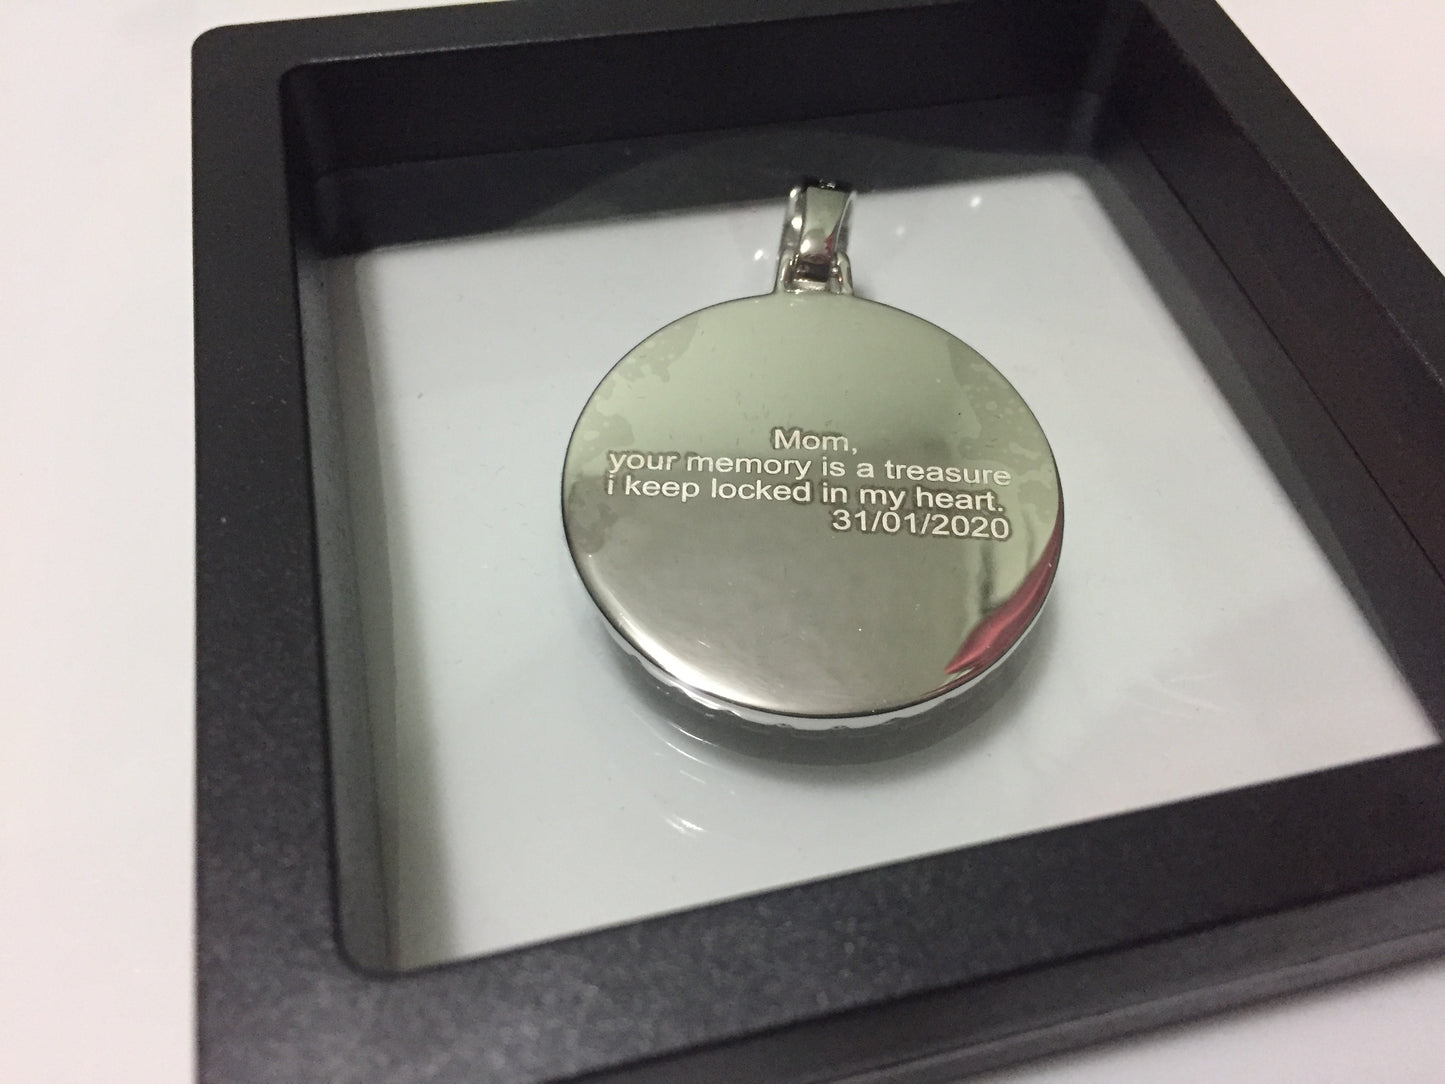 Mom,
your memory is a treasure
i keep locked in my heart.
31/01/2020